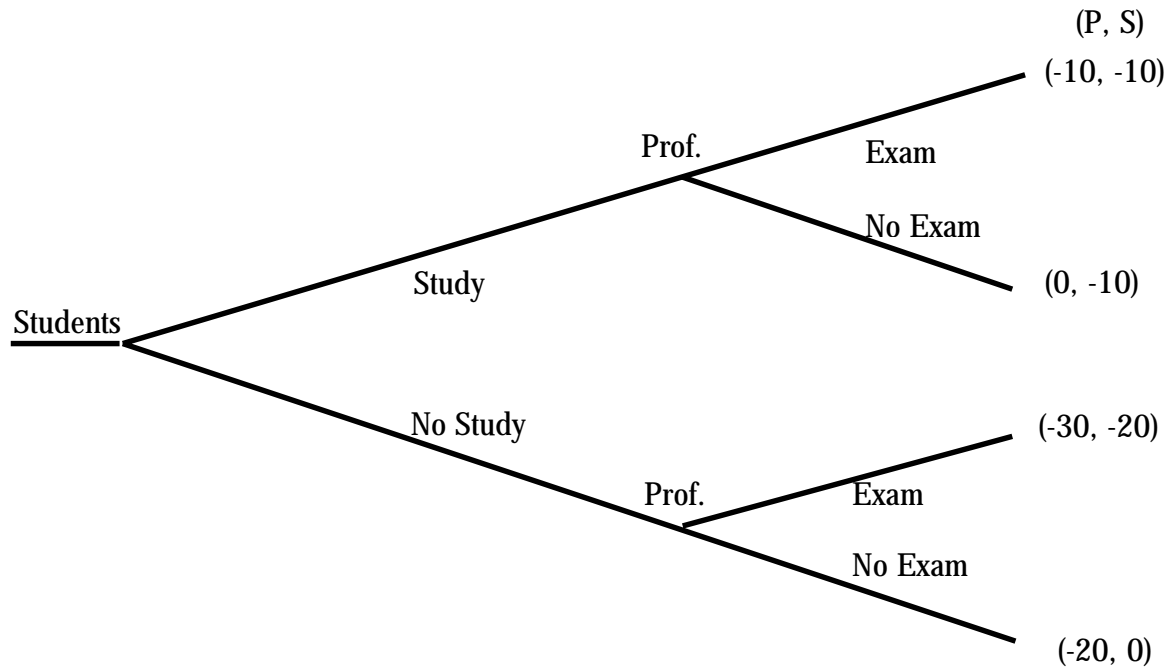 (P, S)
(-10, -10)
Prof.
Exam
No Exam
Study
(0, -10)
Students
No Study
(-30, -20)
Prof.
Exam
No Exam
(-20, 0)